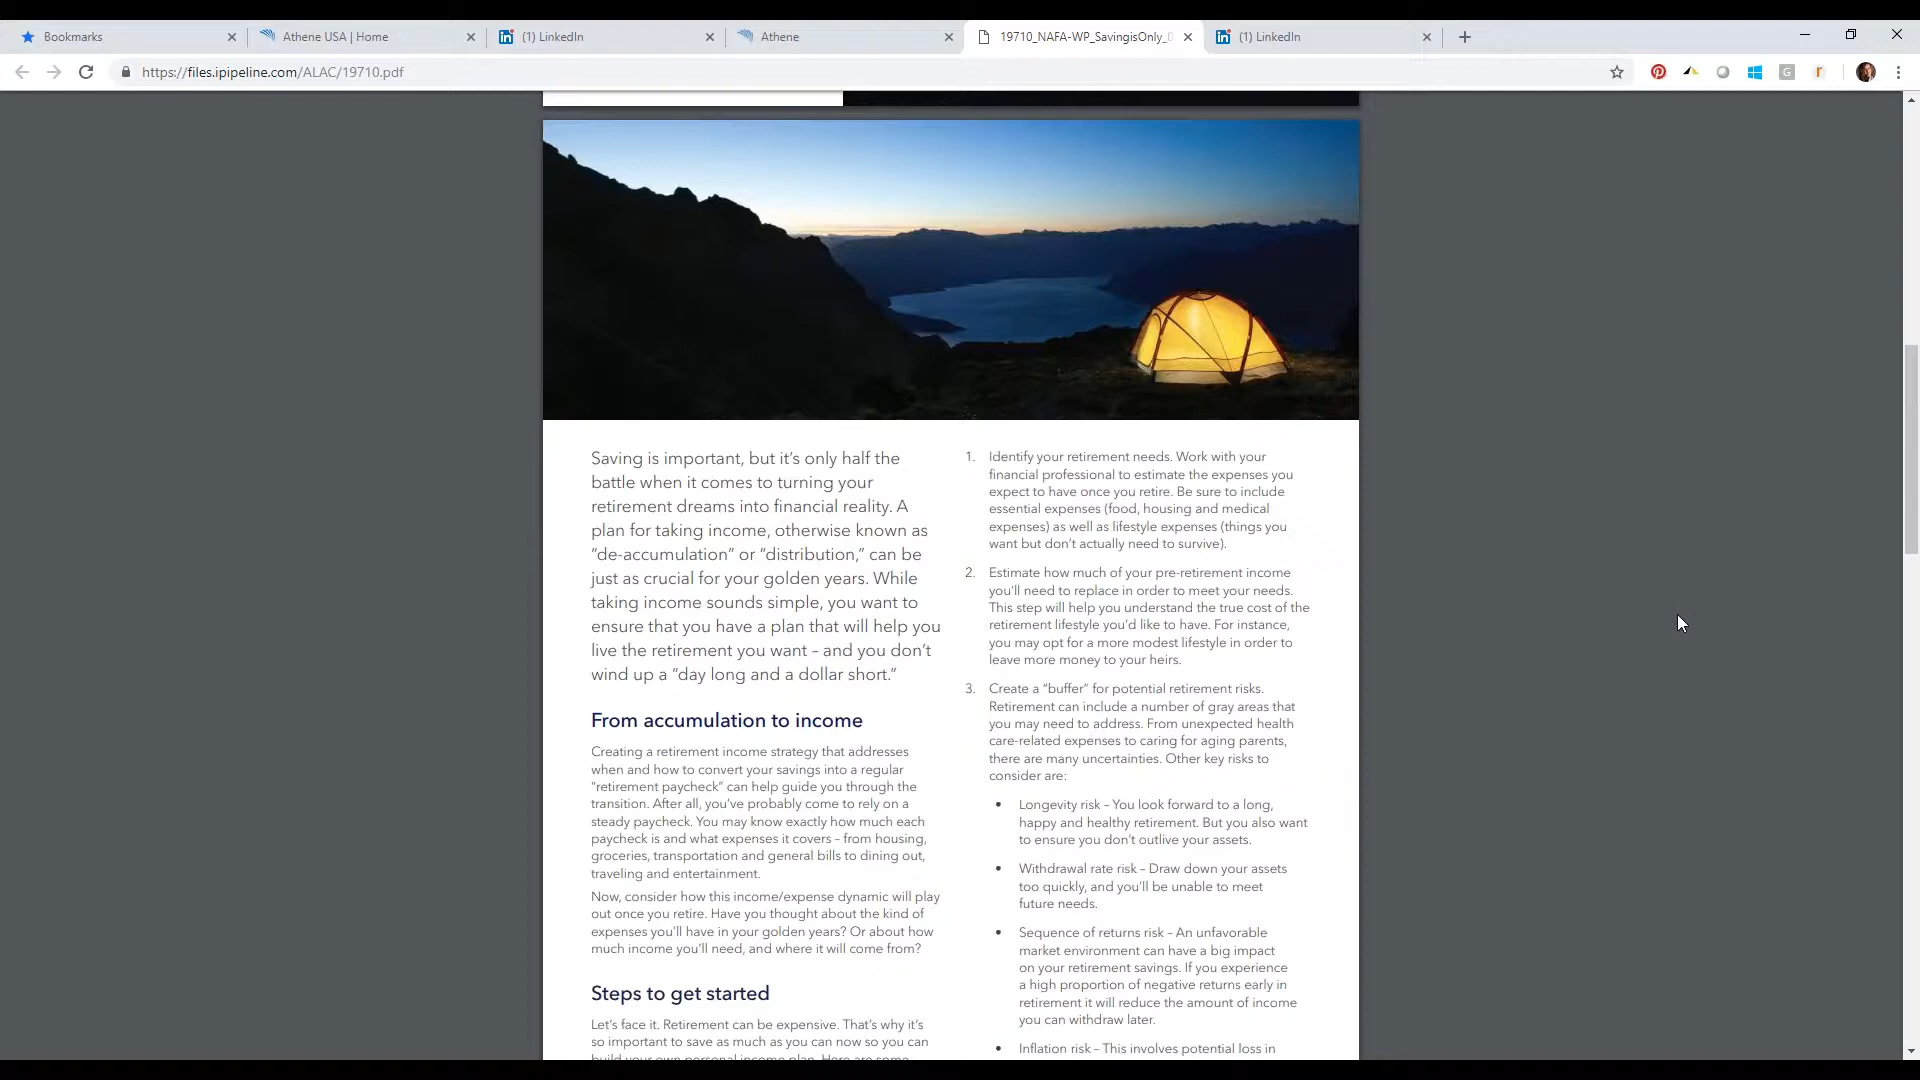 Bookmarks
Athene USA | Home
(1) LinkedIn
Athene
19710_NAFA-WP_SavingisOnly_0
(1) LinkedIn
https://files.ipipeline.com/ALAC/19710.pdf
Saving is important, but it’s only half the
battle when it comes to turning your
retirement dreams into financial reality. A
plan for taking income, otherwise known as
“de-accumulation” or “distribution,” can be
just as crucial for your golden years. While
taking income sounds simple, you want to
ensure that you have a plan that will help you
live the retirement you want – and you don’t
wind up a “day long and a dollar short.”
From accumulation to income
Creating a retirement income strategy that addresses
when and how to convert your savings into a regular
“retirement paycheck” can help guide you through the
transition. After all, you’ve probably come to rely on a
steady paycheck. You may know exactly how much each
paycheck is and what expenses it covers – from housing,
groceries, transportation and general bills to dining out,
traveling and entertainment.
Now, consider how this income/expense dynamic will play
out once you retire. Have you thought about the kind of
expenses you’ll have in your golden years? Or about how
much income you’ll need, and where it will come from?
Steps to get started
Let’s face it. Retirement can be expensive. That’s why it’s
so important to save as much as you can now so you can
build your own personal income plan. Here are some
1. Identify your retirement needs. Work with your
financial professional to estimate the expenses you
expect to have once you retire. Be sure to include
essential expenses (food, housing and medical
expenses) as well as lifestyle expenses (things you
want but don’t actually need to survive).
2. Estimate how much of your pre-retirement income
you’ll need to replace in order to meet your needs.
This step will help you understand the true cost of the
retirement lifestyle you’d like to have. For instance,
you may opt for a more modest lifestyle in order to
leave more money to your heirs.
3. Create a “buffer” for potential retirement risks.
Retirement can include a number of gray areas that
you may need to address. From unexpected health
care-related expenses to caring for aging parents,
there are many uncertainties. Other key risks to
consider are:
• Longevity risk – You look forward to a long,
happy and healthy retirement. But you also want
to ensure you don’t outlive your assets.
• Withdrawal rate risk – Draw down your assets
too quickly, and you’ll be unable to meet
future needs.
• Sequence of returns risk – An unfavorable
market environment can have a big impact
on your retirement savings. If you experience
a high proportion of negative returns early in
retirement it will reduce the amount of income
you can withdraw later.
• Inflation risk – This involves potential loss in